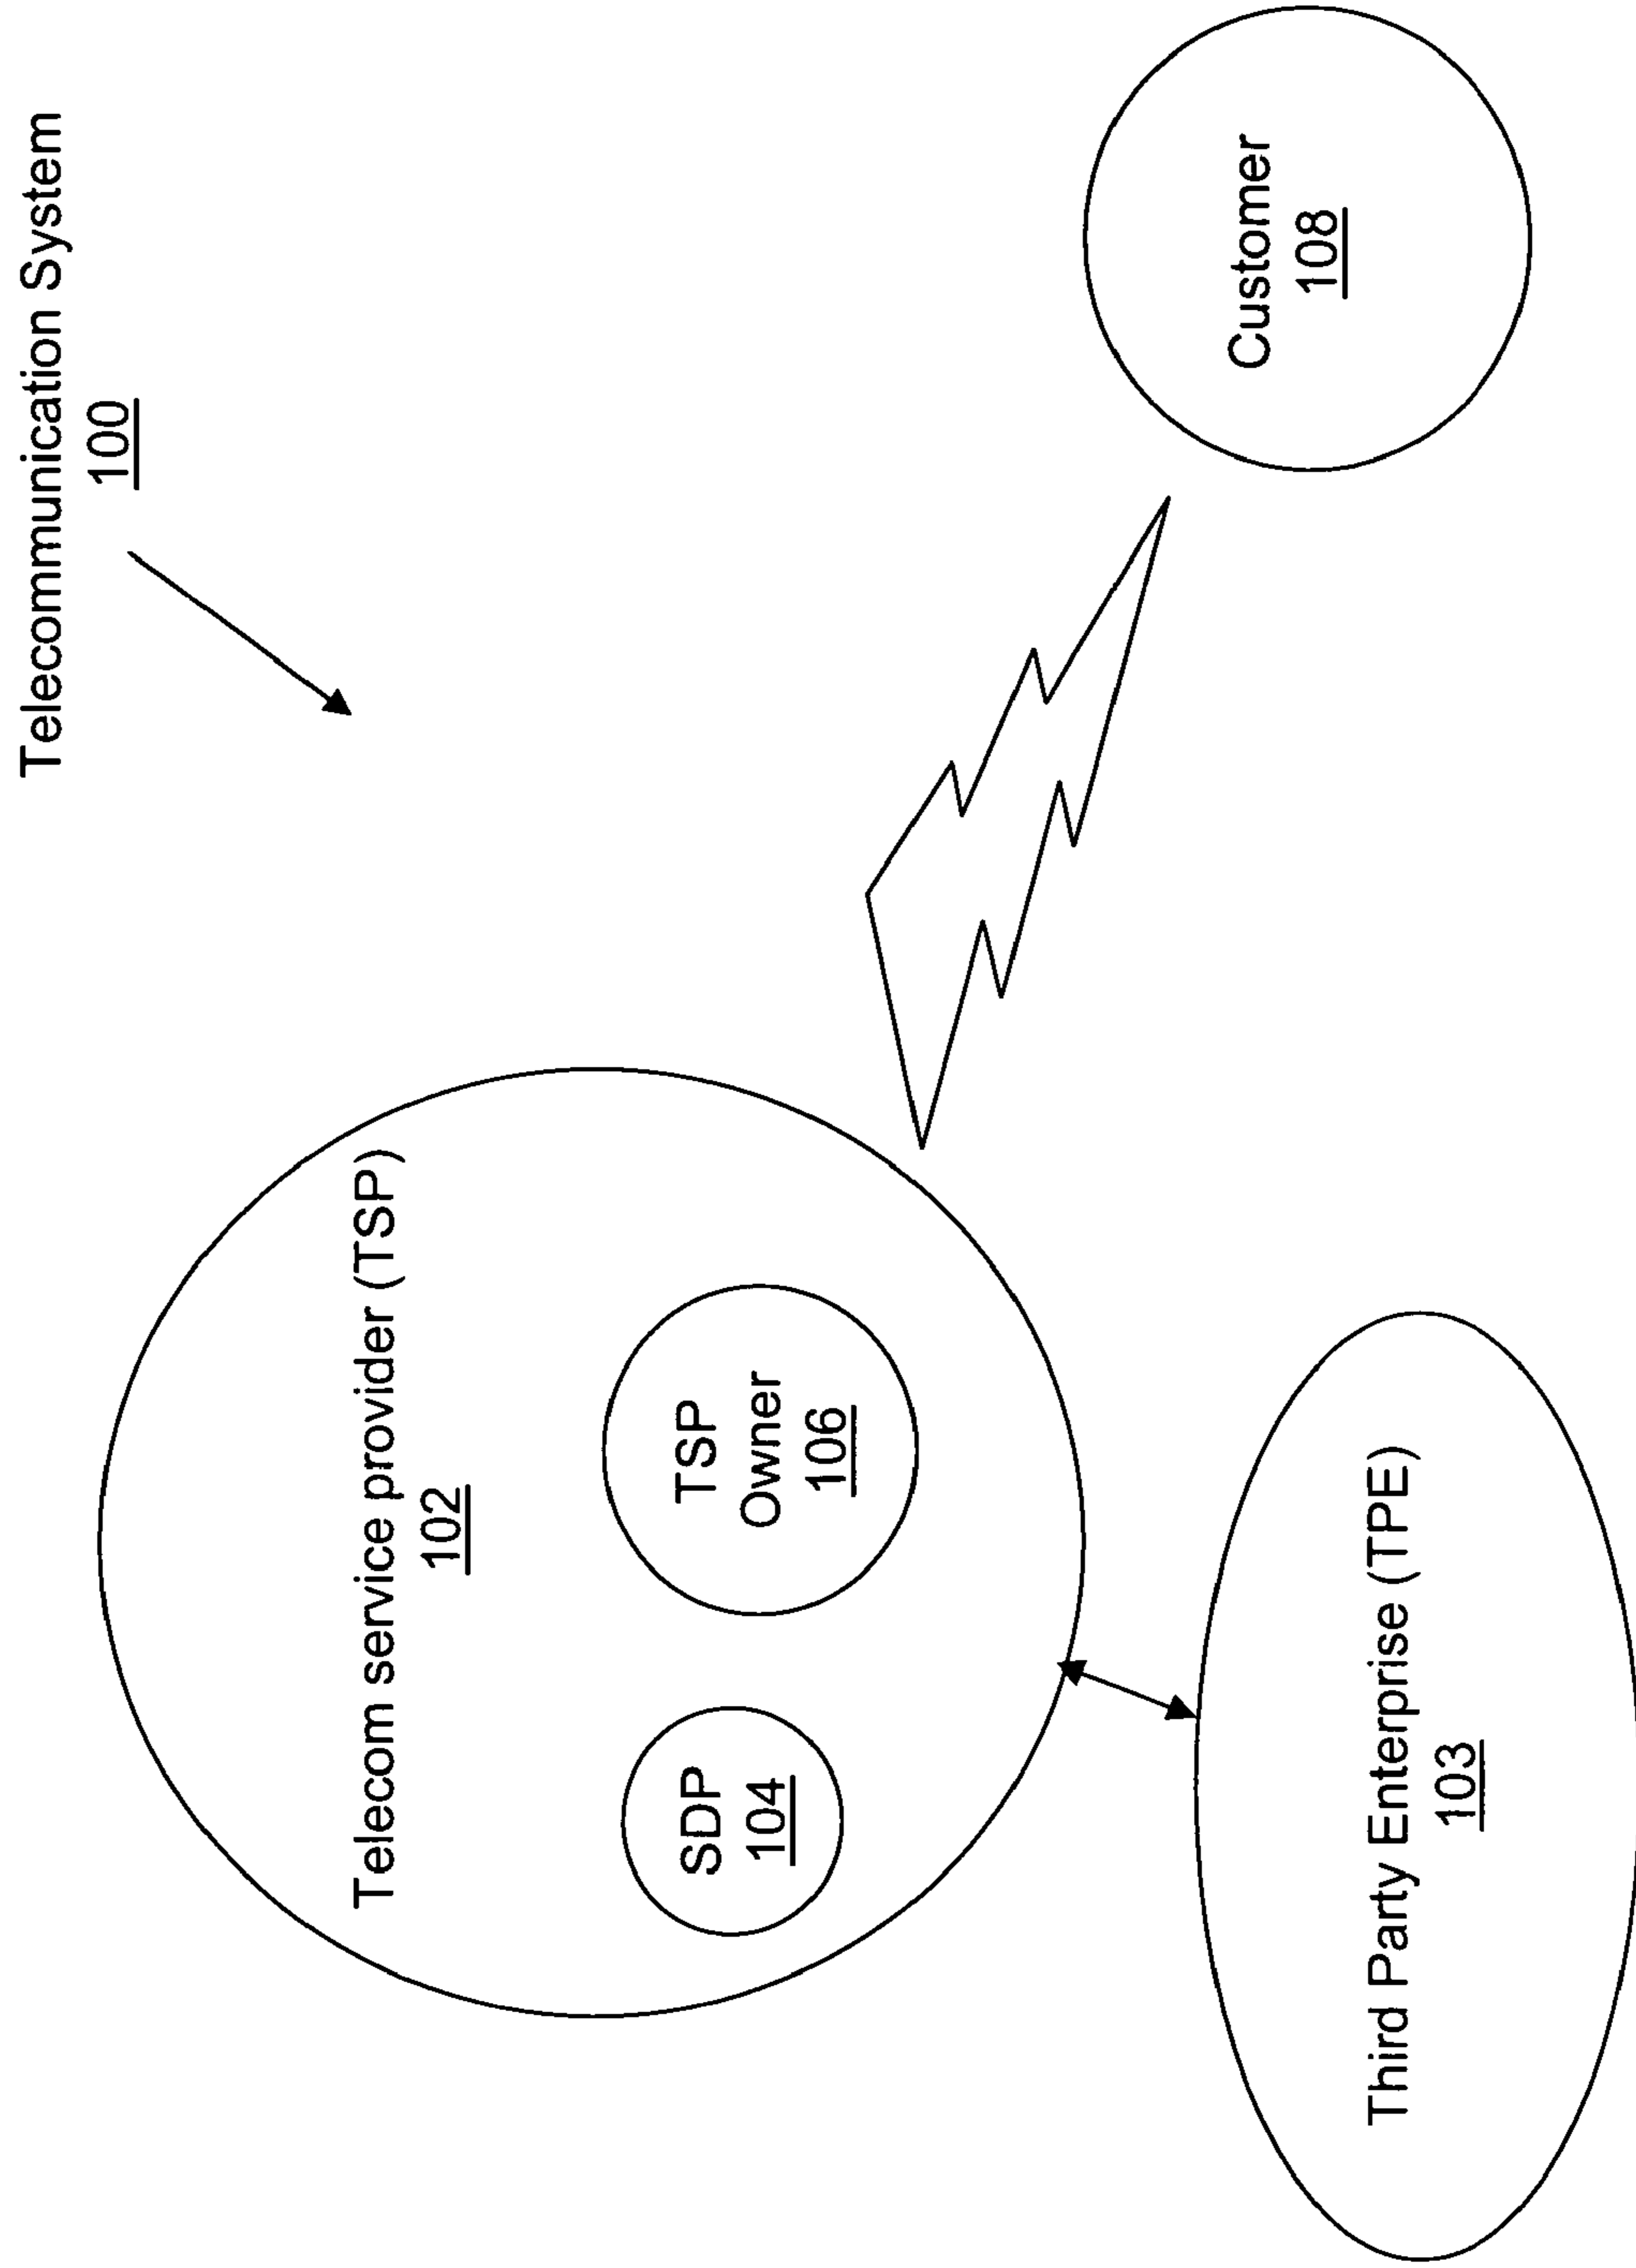 Telecommunication System
100
Telecom service provider (TSP)
102
SDP
104
TSP
Owner
106
Customer
108
Third Party Enterprise (TPE)
103